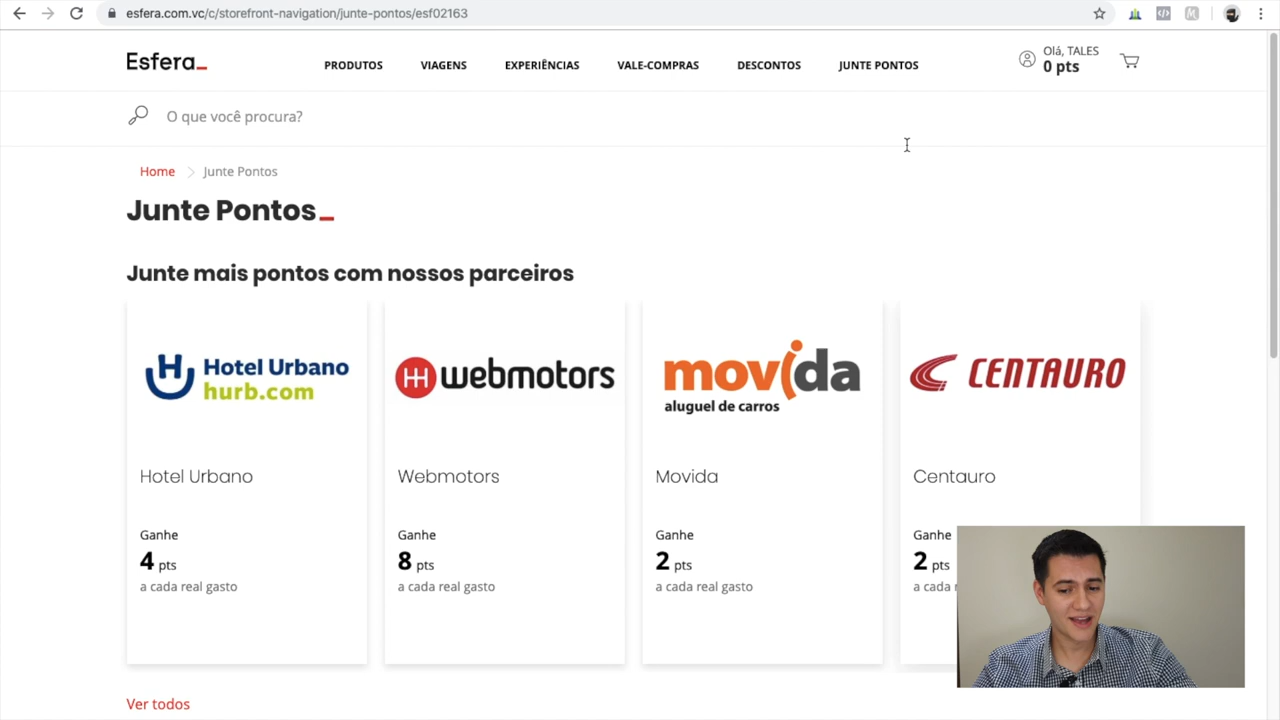 esfera.com.vc/c/storefront-navigation/junte-pontos/esf02163
Esfera_
PRODUTOS
VIAGENS
EXPERIÊNCIAS
VALE-COMPRAS
DESCONTOS
JUNTE PONTOS
Olá, TALES
0 pts
O que você procura?
Home
Junte Pontos
Junte Pontos_
Junte mais pontos com nossos parceiros
Hotel Urbano
hurb.com
webmotors
movida
aluguel de carros
CENTAURO
Hotel Urbano
Webmotors
Movida
Centauro
Ganhe
4 pts
a cada real gasto
Ganhe
8 pts
a cada real gasto
Ganhe
2 pts
a cada real gasto
Ganhe
2 pts
a cada
Ver todos